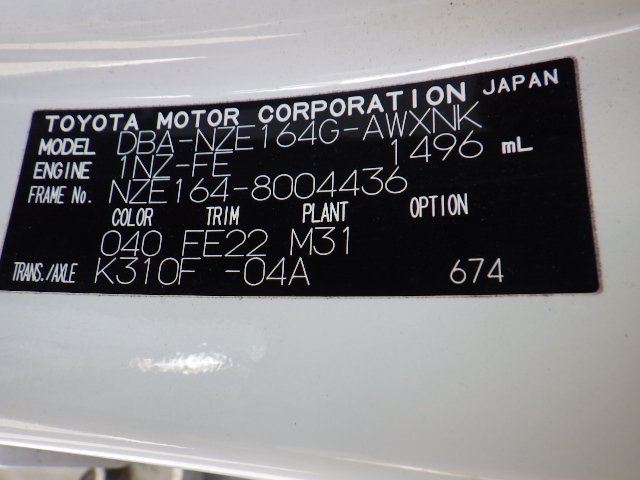 TOYOTA MOTOR CORPORATION JAPAN
MODEL DBA-NZE164G-AWXNK
ENGINE 1NZ-FE 1496 mL
FRAME No. NZE164-8004436
COLOR TRIM PLANT OPTION
040 FE22 M31
TRANS./AXLE K310F -04A 674